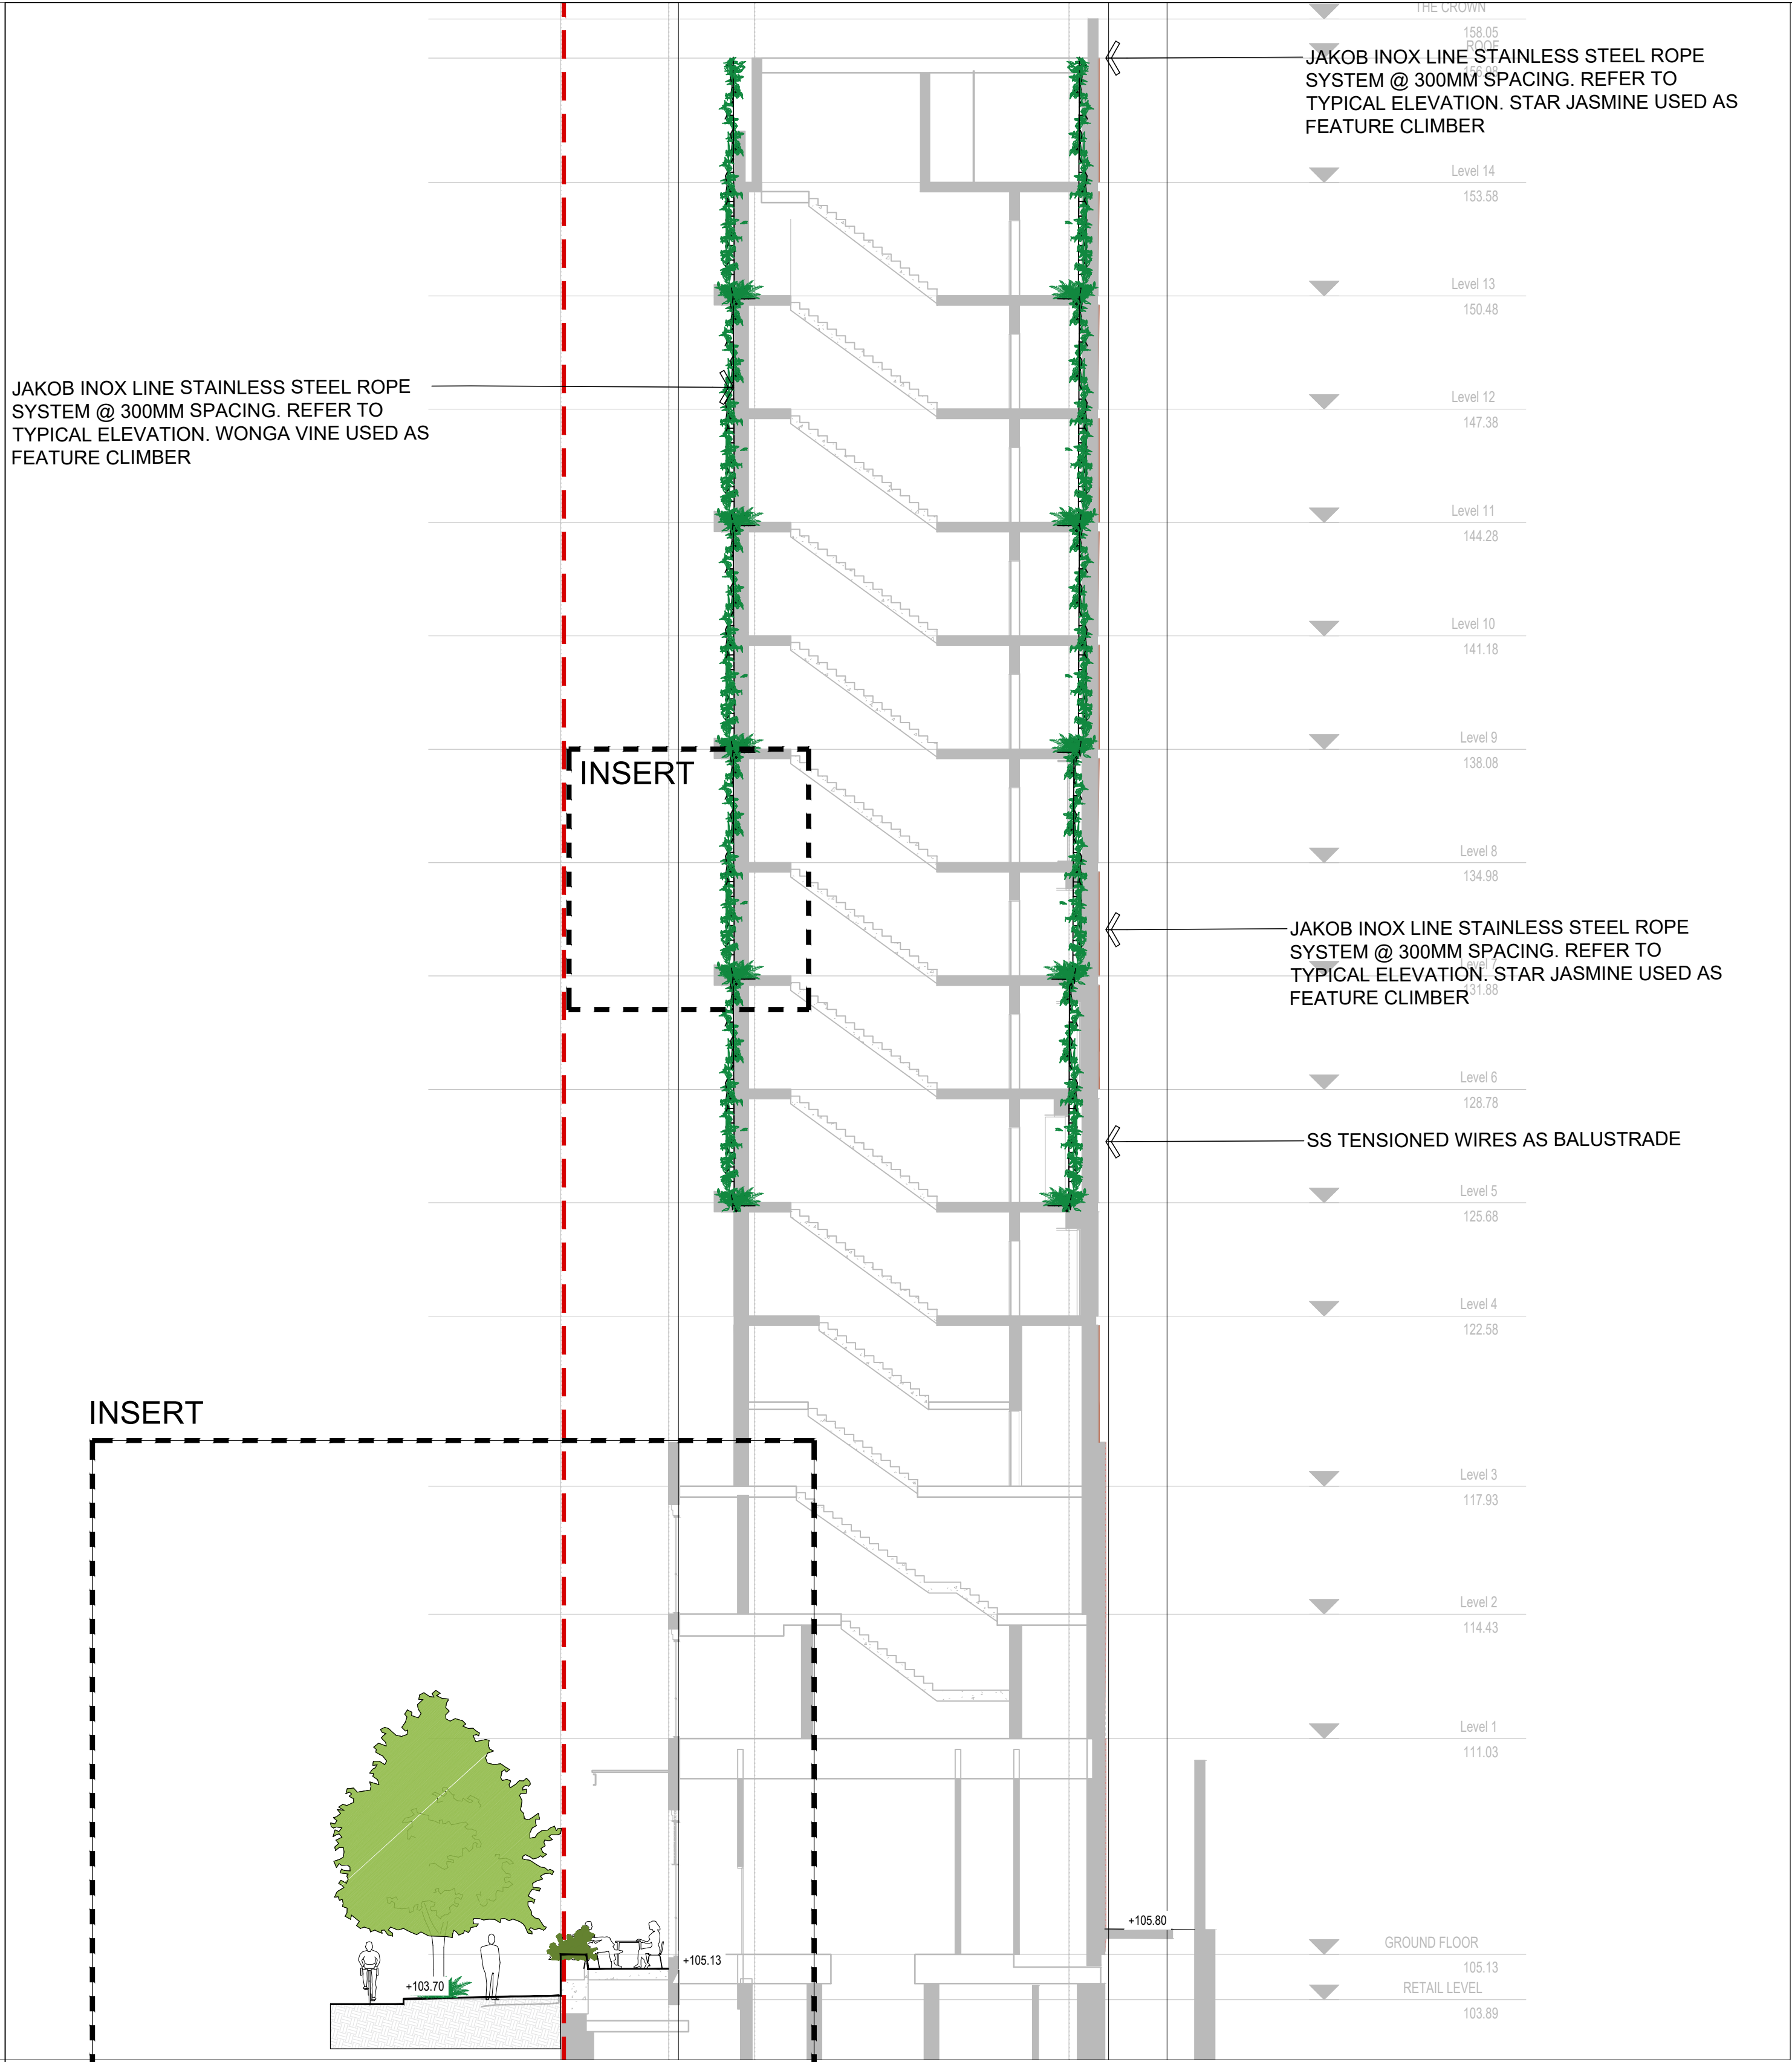 THE CROWN
158.05
ROOF
156.98
JAKOB INOX LINE STAINLESS STEEL ROPE
SYSTEM @ 300MM SPACING. REFER TO
TYPICAL ELEVATION. STAR JASMINE USED AS
FEATURE CLIMBER
Level 14
153.58
Level 13
150.48
JAKOB INOX LINE STAINLESS STEEL ROPE
SYSTEM @ 300MM SPACING. REFER TO
TYPICAL ELEVATION. WONGA VINE USED AS
FEATURE CLIMBER
Level 12
147.38
Level 11
144.28
Level 10
141.18
Level 9
138.08
INSERT
Level 8
134.98
JAKOB INOX LINE STAINLESS STEEL ROPE
SYSTEM @ 300MM SPACING. REFER TO
TYPICAL ELEVATION. STAR JASMINE USED AS
FEATURE CLIMBER
Level 7
131.88
Level 6
128.78
SS TENSIONED WIRES AS BALUSTRADE
Level 5
125.68
Level 4
122.58
INSERT
Level 3
117.93
Level 2
114.43
Level 1
111.03
+105.80
GROUND FLOOR
105.13
+105.13
+103.70
RETAIL LEVEL
103.89